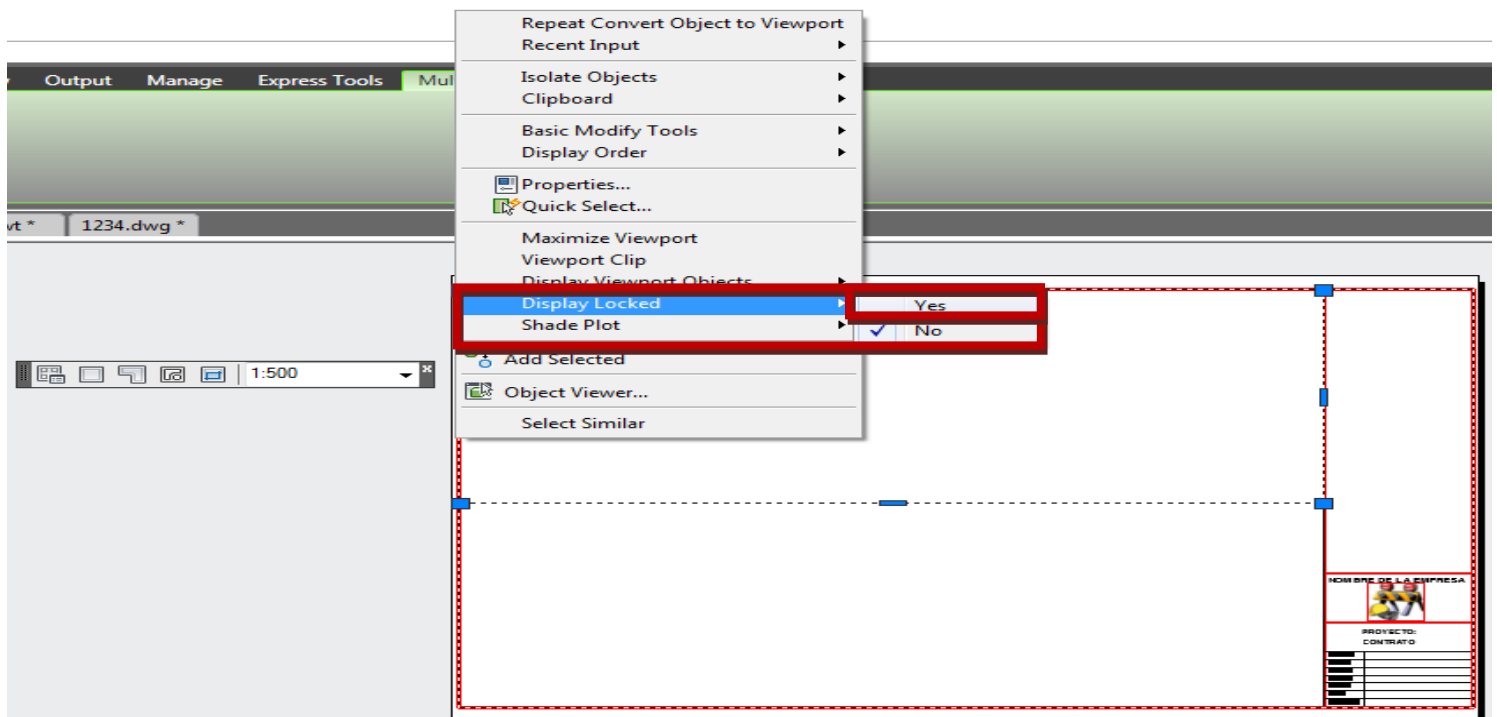 Repeat Convert Object to Viewport
Recent Input
Output Manage Express Tools Mul
Isolate Objects
Clipboard
Basic Modify Tools
Display Order
Properties...
Quick Select...
vt * 1234.dwg *
Maximize Viewport
Viewport Clip
Display Viewport Objects
Display Locked
Yes
Shade Plot
No
Add Selected
1:500
Object Viewer...
Select Similar
NOMBRE DE LA EMPRESA
PROYECTO:
CONTRATO